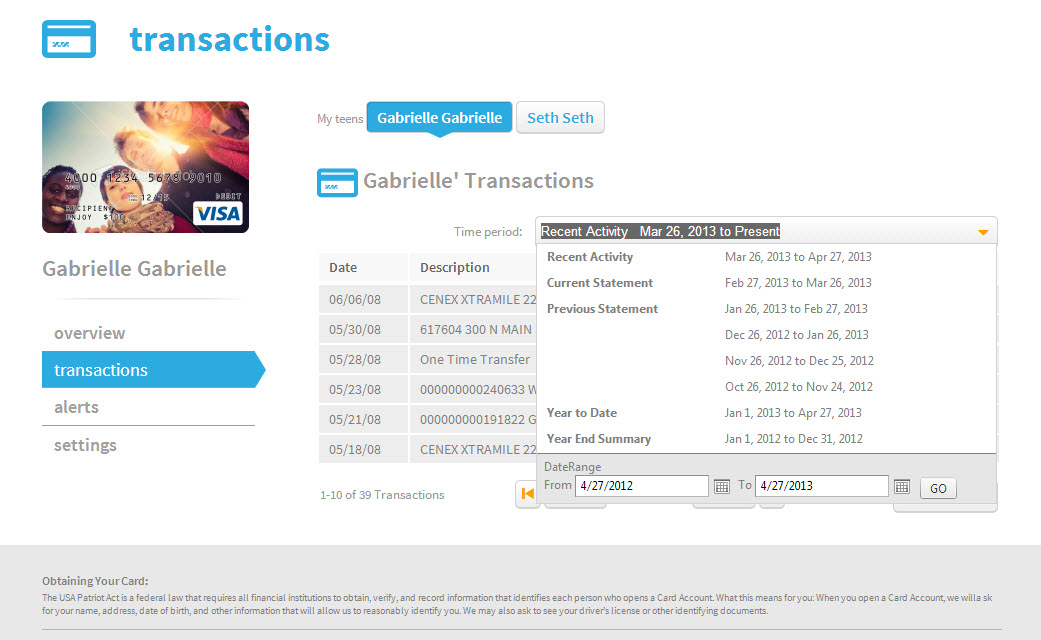 transactions
4000 1234 5678 9010
4000
12/15
DEBIT
RECIPIENT
ENJOY $100
VISA
My teens Gabrielle Gabrielle Seth Seth
Gabrielle' Transactions
Time period: Recent Activity Mar 26, 2013 to Present
Gabrielle Gabrielle
overview
transactions
alerts
settings
Date Description
06/06/08 CENEX XTRAMILE 22
05/30/08 617604 300 N MAIN
05/28/08 One Time Transfer
05/23/08 000000000240633 W
05/21/08 000000000191822 G
05/18/08 CENEX XTRAMILE 22
Recent Activity Mar 26, 2013 to Apr 27, 2013
Current Statement Feb 27, 2013 to Mar 26, 2013
Previous Statement Jan 26, 2013 to Feb 27, 2013
Dec 26, 2012 to Jan 26, 2013
Nov 26, 2012 to Dec 25, 2012
Oct 26, 2012 to Nov 24, 2012
Year to Date Jan 1, 2013 to Apr 27, 2013
Year End Summary Jan 1, 2012 to Dec 31, 2012
DateRange
From 4/27/2012 To 4/27/2013 GO
1-10 of 39 Transactions
Obtaining Your Card:
The USA Patriot Act is a federal law that requires all financial institutions to obtain, verify, and record information that identifies each person who opens a Card Account. What this means for you: When you open a Card Account, we willa sk
for your name, address, date of birth, and other information that will allow us to reasonably identify you. We may also ask to see your driver's license or other identifying documents.